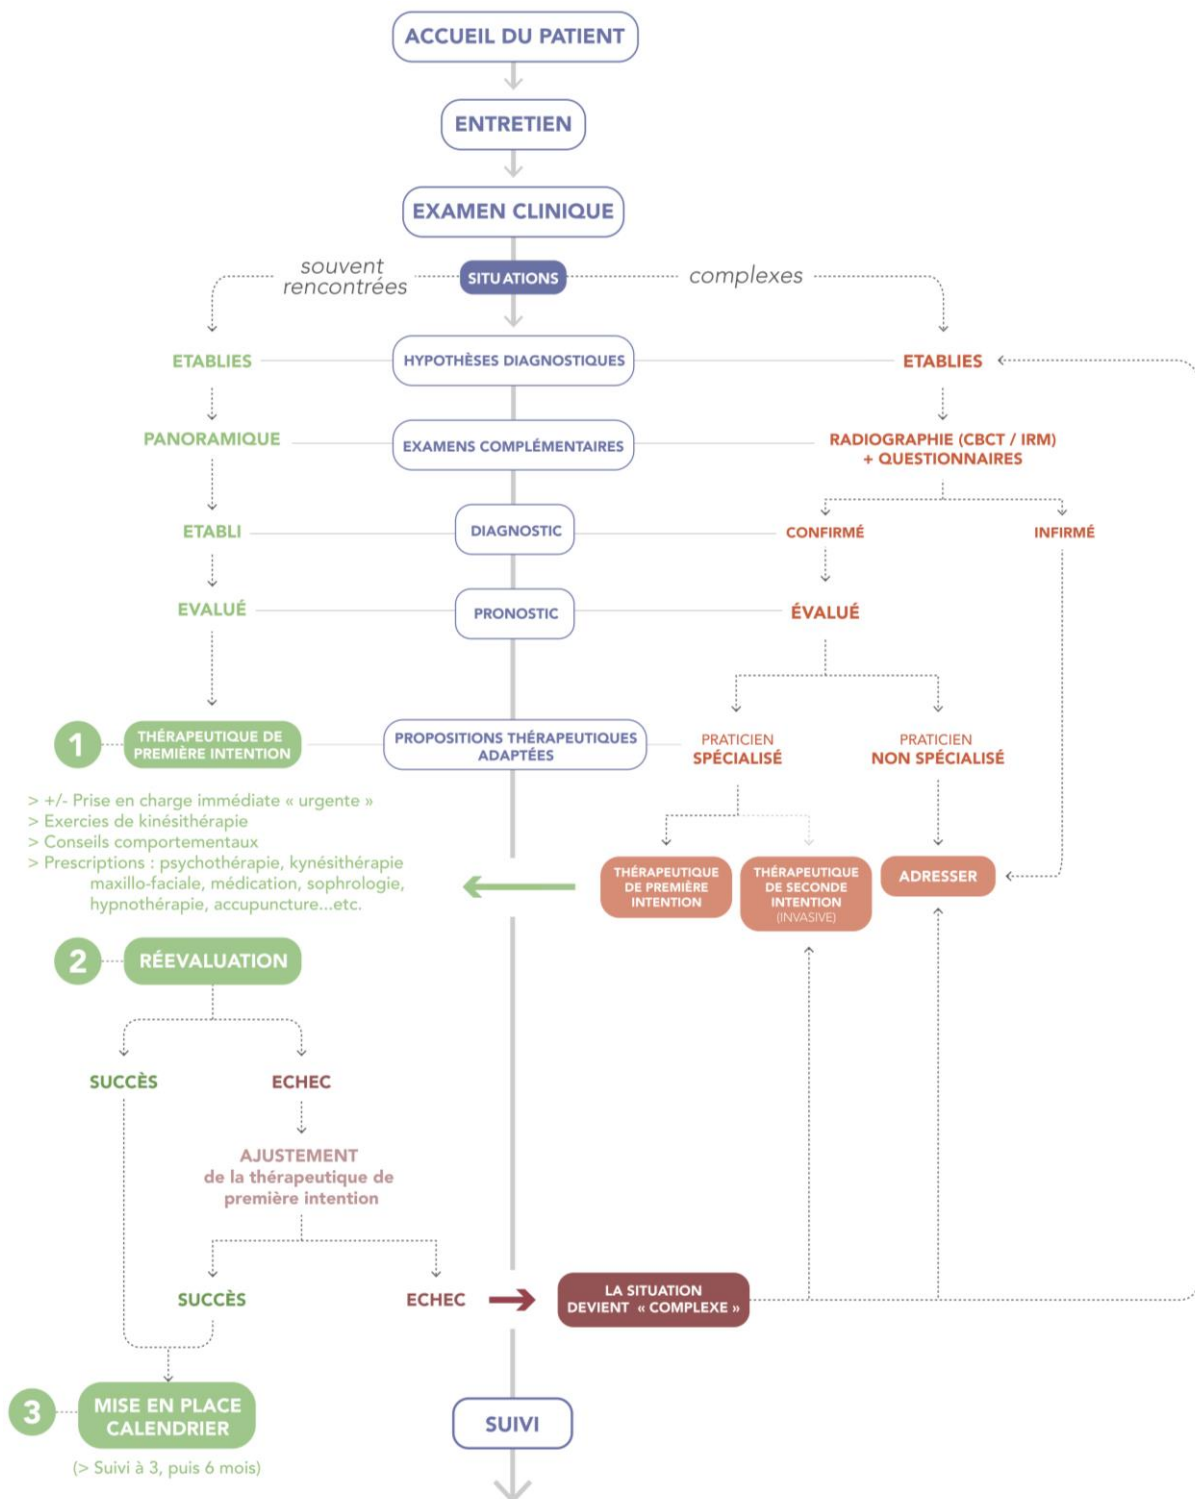 ACCUEIL DU PATIENT
ENTRETIEN
EXAMEN CLINIQUE
souvent
rencontrées
SITUATIONS
complexes
ETABLIES
HYPOTHÈSES DIAGNOSTIQUES
ETABLIES
PANORAMIQUE
EXAMENS COMPLÉMENTAIRES
RADIOGRAPHIE (CBCT / IRM)
+ QUESTIONNAIRES
ETABLI
DIAGNOSTIC
CONFIRMÉ
INFIRMÉ
EVALUÉ
PRONOSTIC
ÉVALUÉ
1
THÉRAPEUTIQUE DE
PREMIÈRE INTENTION
PROPOSITIONS THÉRAPEUTIQUES
ADAPTÉES
PRATICIEN
SPÉCIALISÉ
PRATICIEN
NON SPÉCIALISÉ
> +/- Prise en charge immédiate « urgente »
> Exercies de kinésithérapie
> Conseils comportementaux
> Prescriptions : psychothérapie, kynésithérapie
maxillo-faciale, médication, sophrologie,
hypnothérapie, accupuncture...etc.
THÉRAPEUTIQUE
DE PREMIÈRE
INTENTION
THÉRAPEUTIQUE
DE SECONDE
INTENTION
(INVASIVE)
ADRESSER
2
RÉEVALUATION
SUCCÈS
ECHEC
AJUSTEMENT
de la thérapeutique de
première intention
SUCCÈS
ECHEC
LA SITUATION
DEVIENT « COMPLEXE »
3
MISE EN PLACE
CALENDRIER
SUIVI
(> Suivi à 3, puis 6 mois)